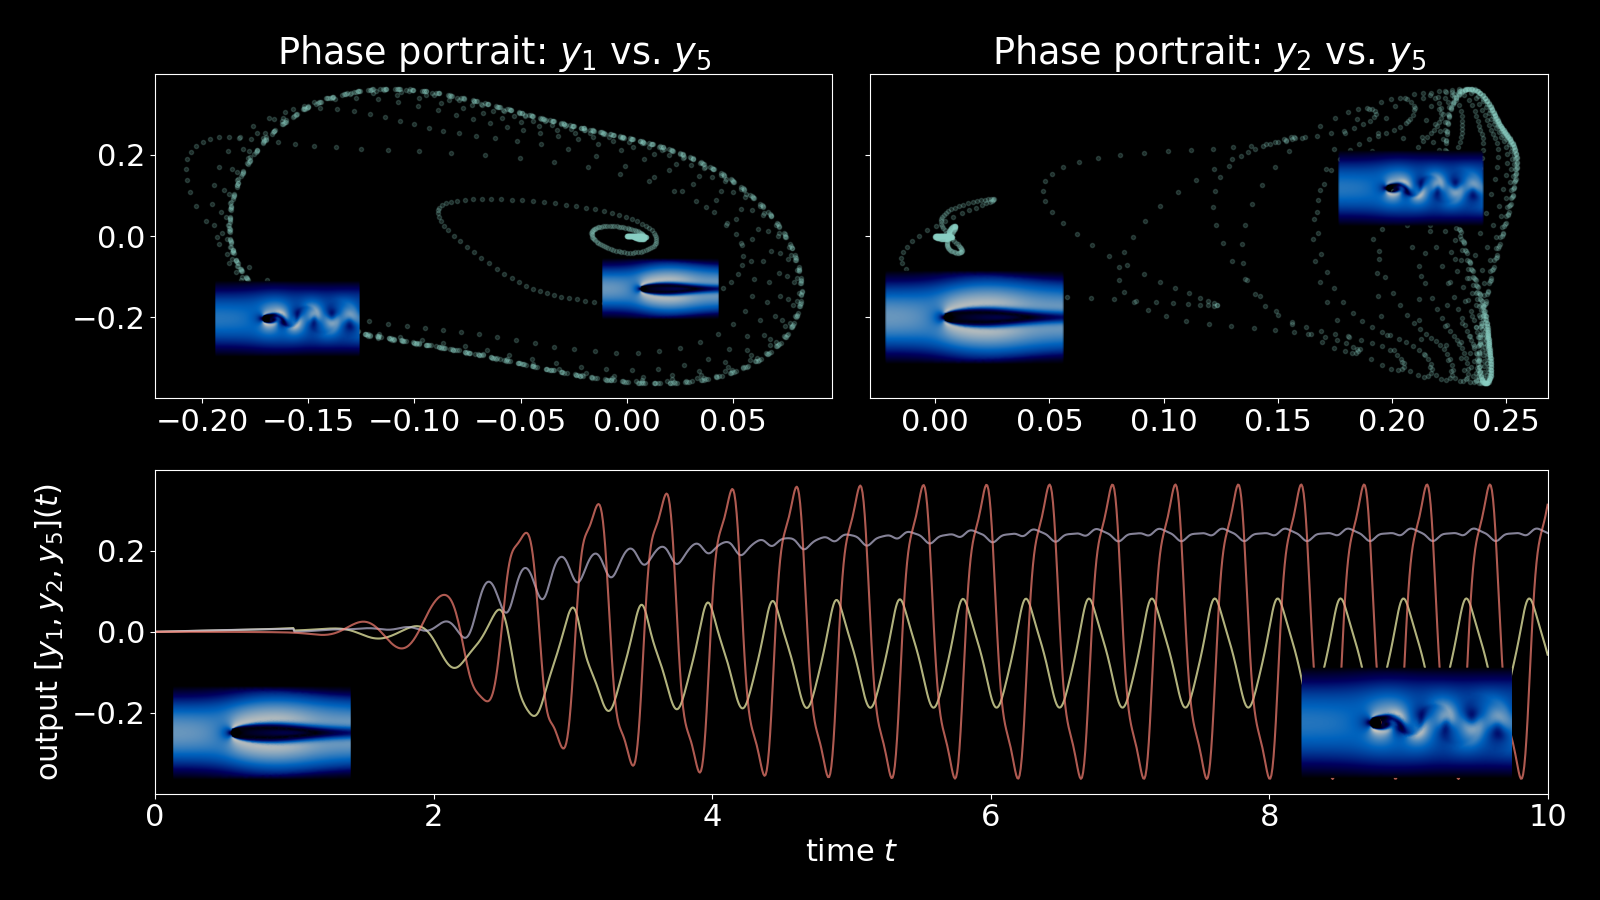 Phase portrait: y₁ vs. y₅
Phase portrait: y₂ vs. y₅
0.2
0.0
−0.2
−0.20 −0.15 −0.10 −0.05 0.00 0.05
0.00 0.05 0.10 0.15 0.20 0.25
output [y₁, y₂, y₅](t)
0.2
0.0
−0.2
0 2 4 6 8 10
time t